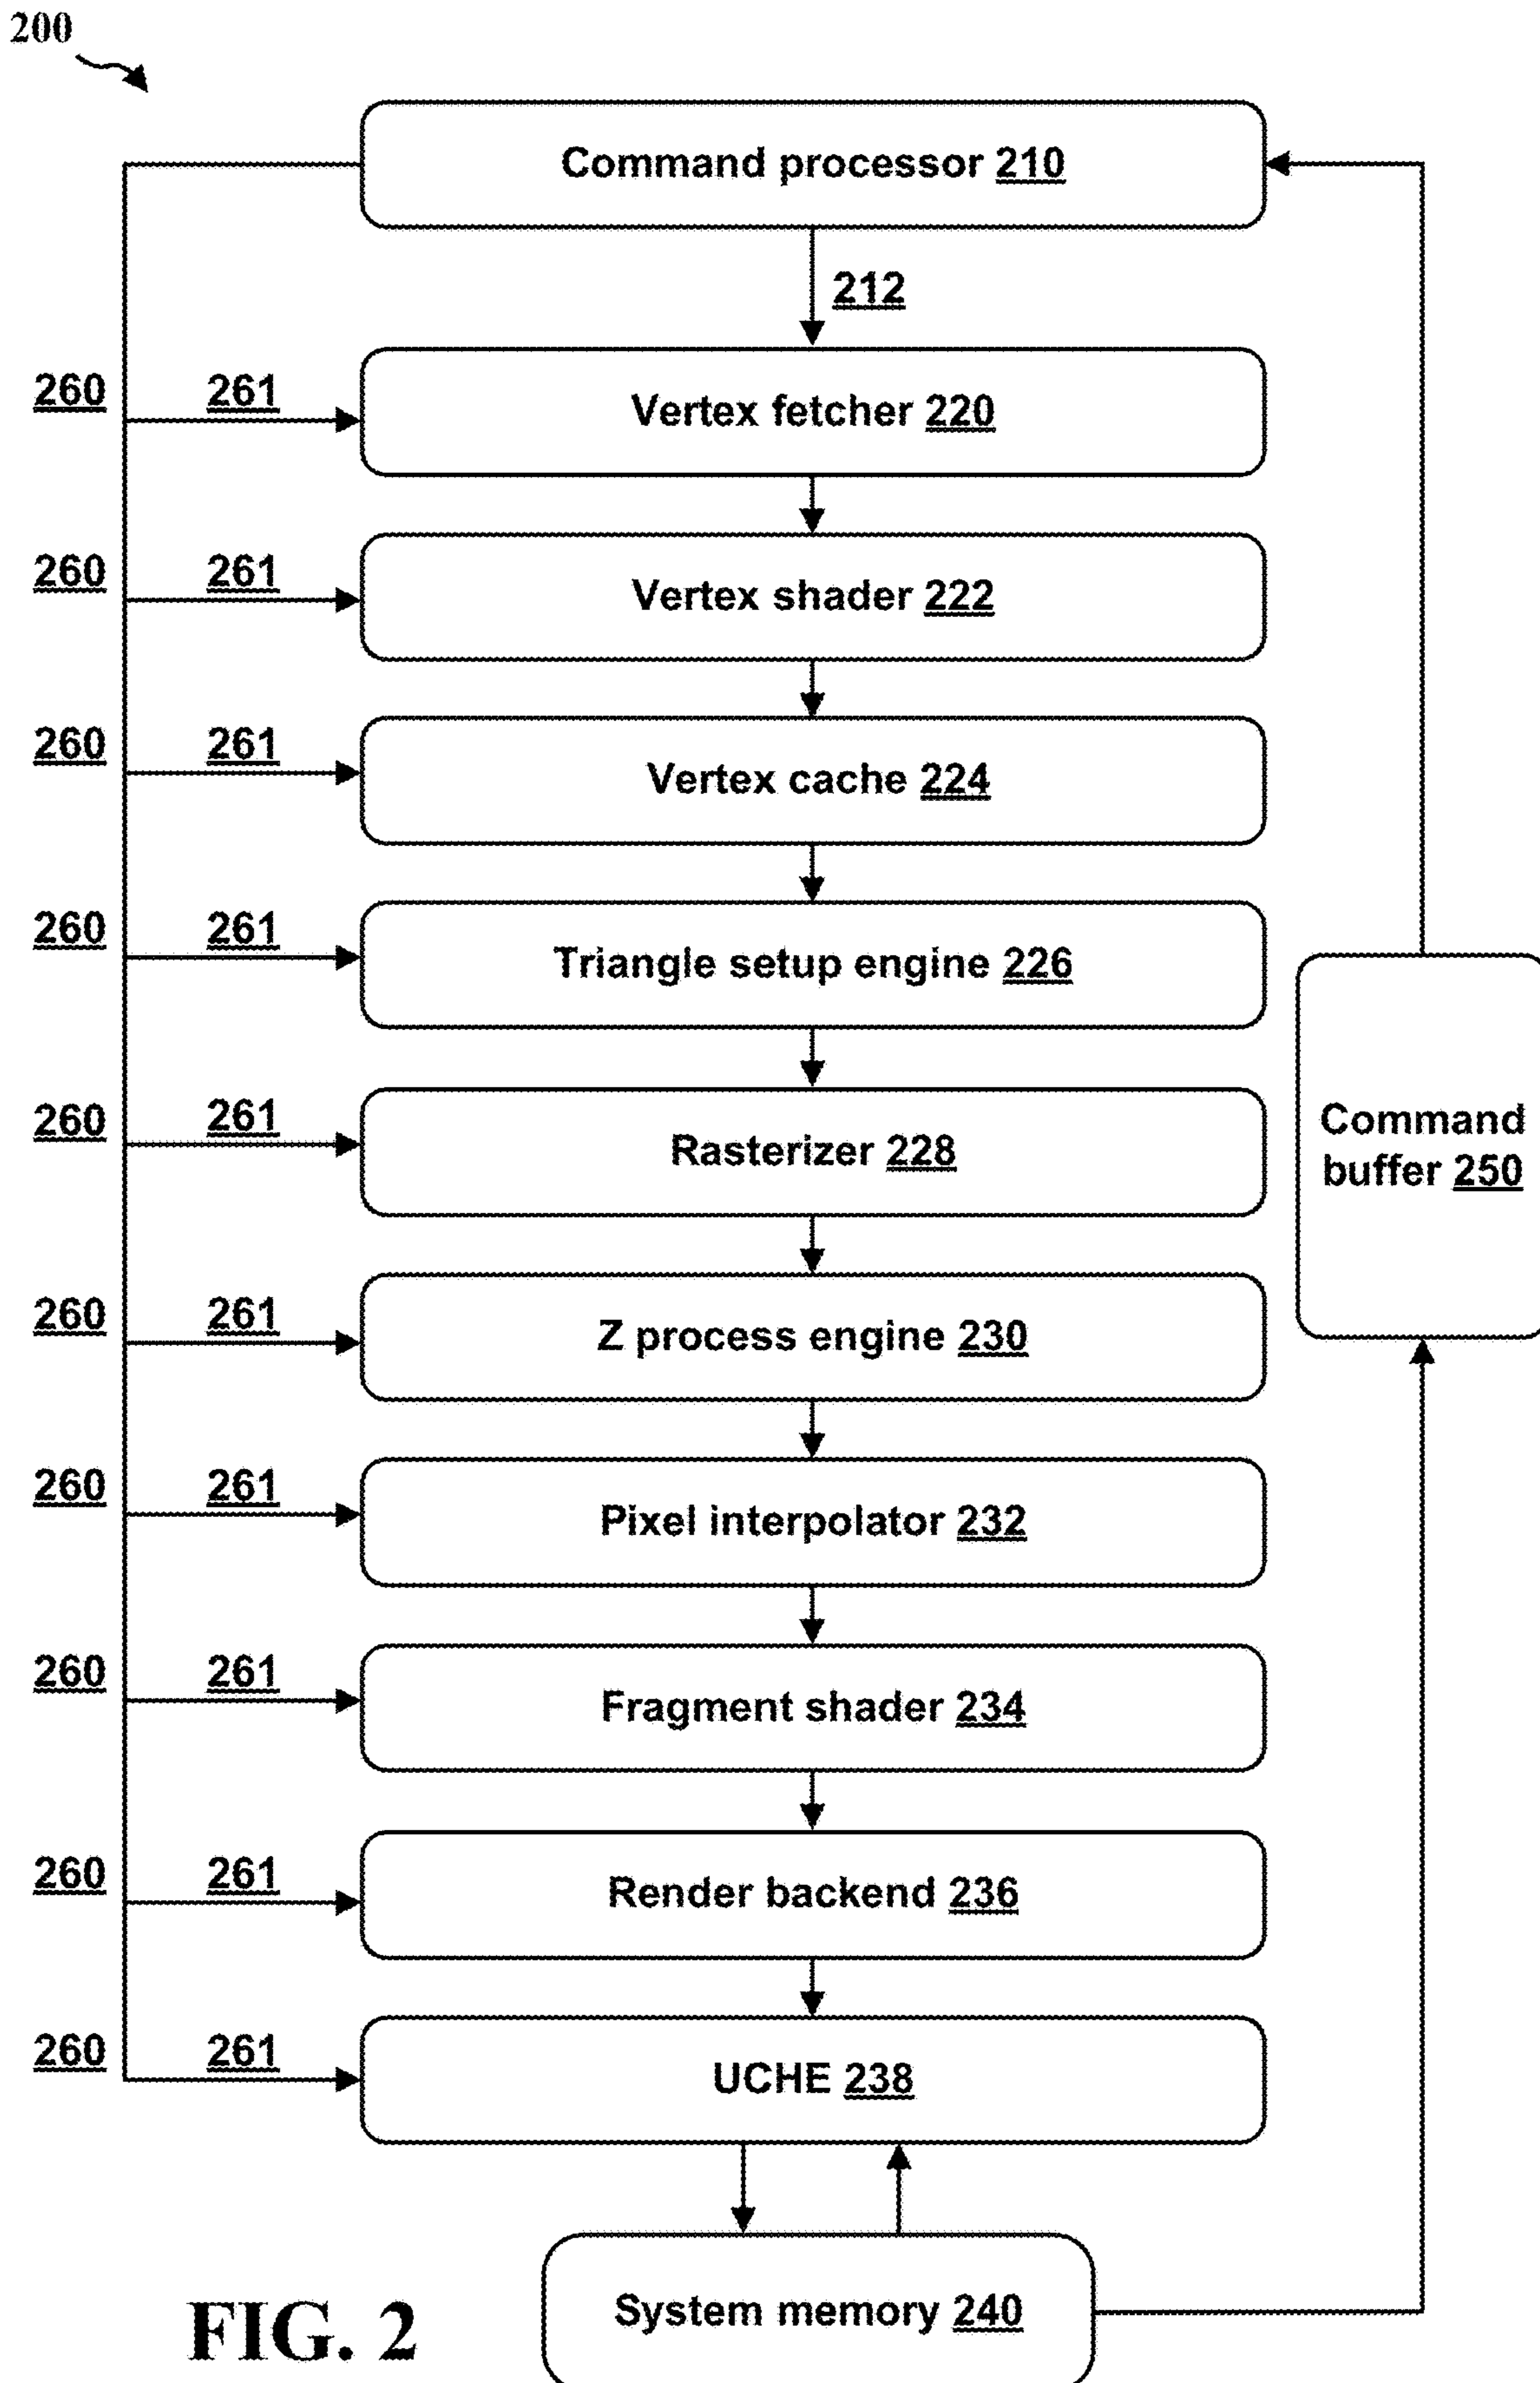 200
Command processor 210
212
260 261
Vertex fetcher 220
260 261
Vertex shader 222
260 261
Vertex cache 224
260 261
Triangle setup engine 226
260 261
Rasterizer 228
Command
buffer 250
260 261
Z process engine 230
260 261
Pixel interpolator 232
260 261
Fragment shader 234
260 261
Render backend 236
260 261
UCHE 238
System memory 240
FIG. 2